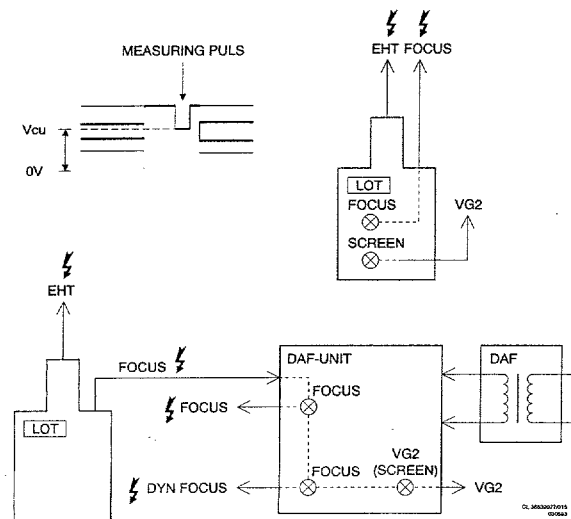 MEASURING PULS
Vcu
0V
EHT FOCUS
LOT
FOCUS
SCREEN
VG2
EHT
FOCUS
LOT
FOCUS
DYN FOCUS
DAF-UNIT
FOCUS
FOCUS
VG2
(SCREEN)
VG2
DAF